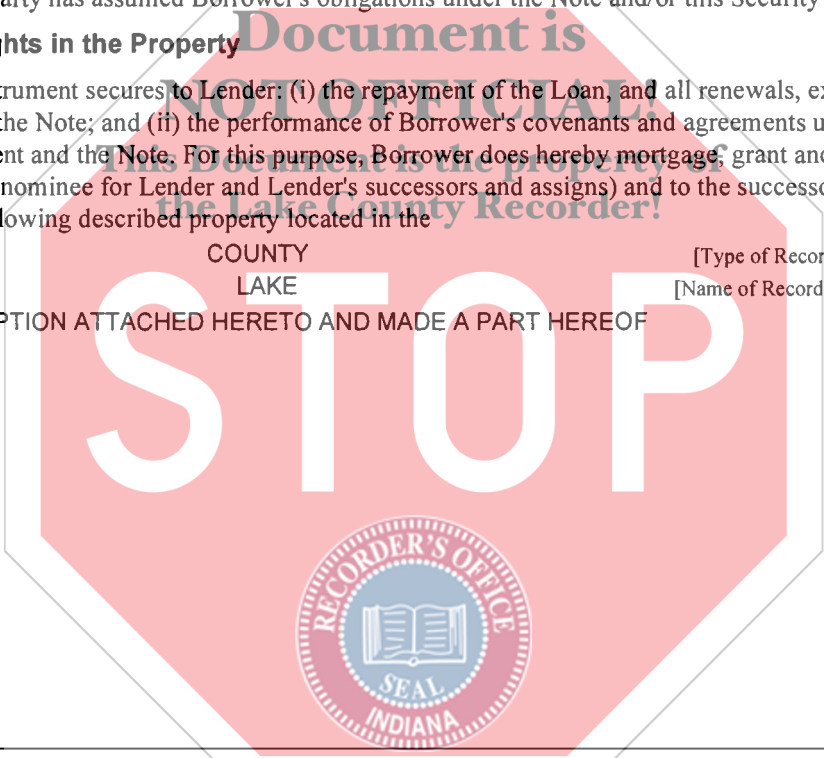 arty has assumed Borrower's obligations under the Note and/or this Security
Document is
hts in the Property
NOT OFFICIAL!
trument secures to Lender: (i) the repayment of the Loan, and all renewals, ex
the Note; and (ii) the performance of Borrower's covenants and agreements u
This Document is the property of
ent and the Note. For this purpose, Borrower does hereby mortgage, grant and
nominee for Lender and Lender's successors and assigns) and to the successo
the Lake County Recorder!
lowing described property located in the
COUNTY [Type of Recor
LAKE [Name of Record
PTION ATTACHED HERETO AND MADE A PART HEREOF
STOP
RECORDER'S OFFICE
SEAL
INDIANA